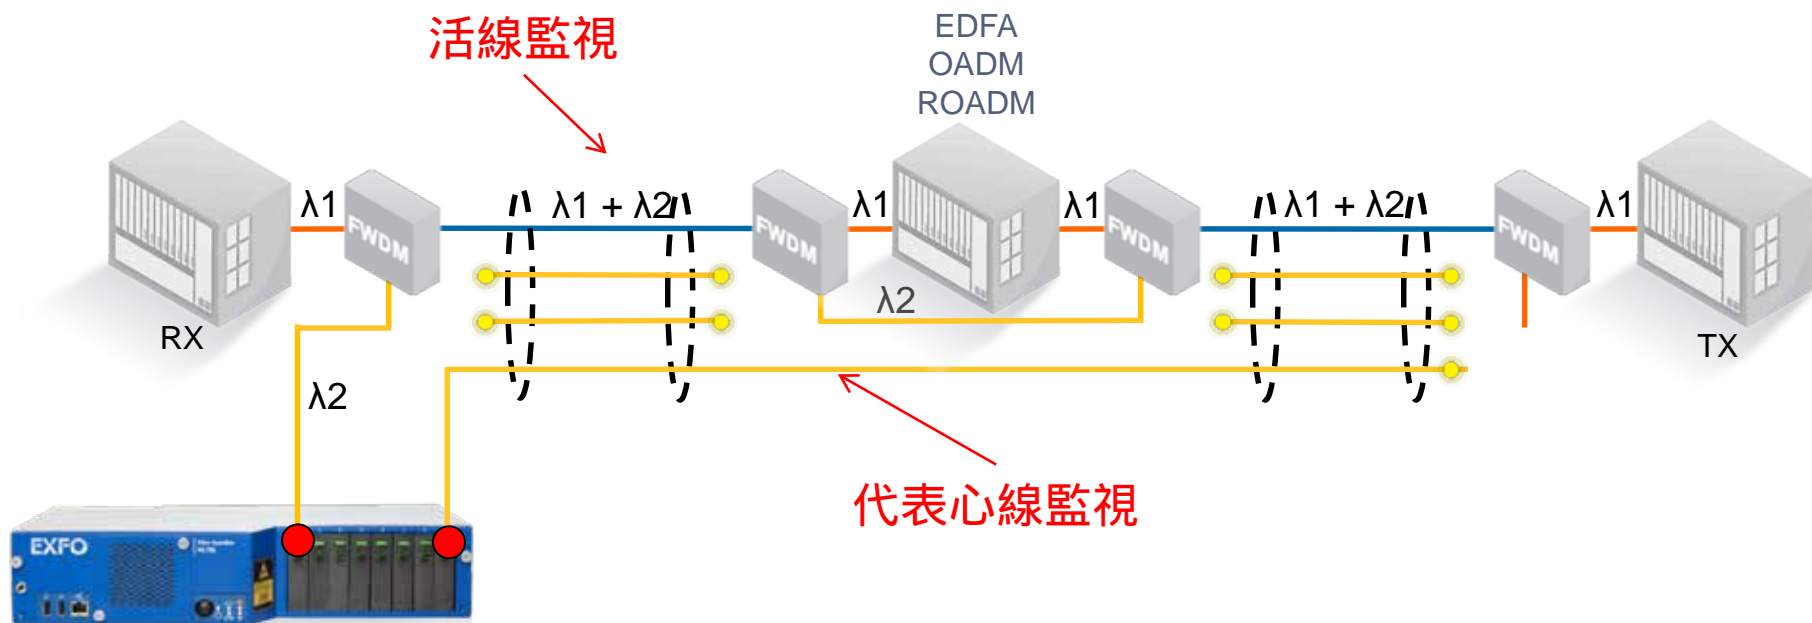 活線監視
EDFA
OADM
ROADM
λ1
FWDM
λ1 + λ2
FWDM
λ1
λ1
FWDM
λ1 + λ2
FWDM
λ1
λ2
RX
TX
λ2
代表心線監視
EXFO